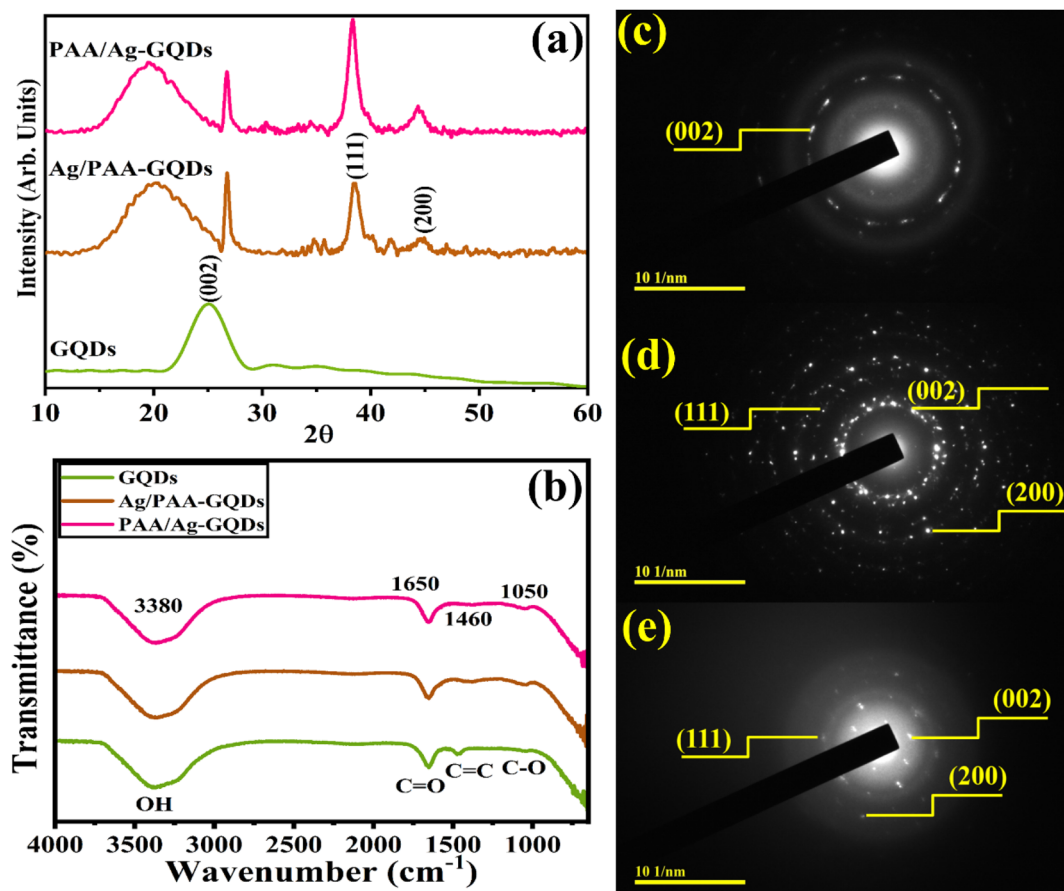 (a)
PAA/Ag-GQDs
Ag/PAA-GQDs
(111)
(200)
(002)
GQDs
Intensity (Arb. Units)
10 20 30 40 50 60
2θ
(b)
GQDs
Ag/PAA-GQDs
PAA/Ag-GQDs
3380
1650
1460
1050
OH
C=O
C=C
C-O
Transmittance (%)
4000 3500 3000 2500 2000 1500 1000
Wavenumber (cm⁻¹)
(c)
(002)
10 1/nm
(d)
(111)
(002)
(200)
10 1/nm
(e)
(111)
(002)
(200)
10 1/nm